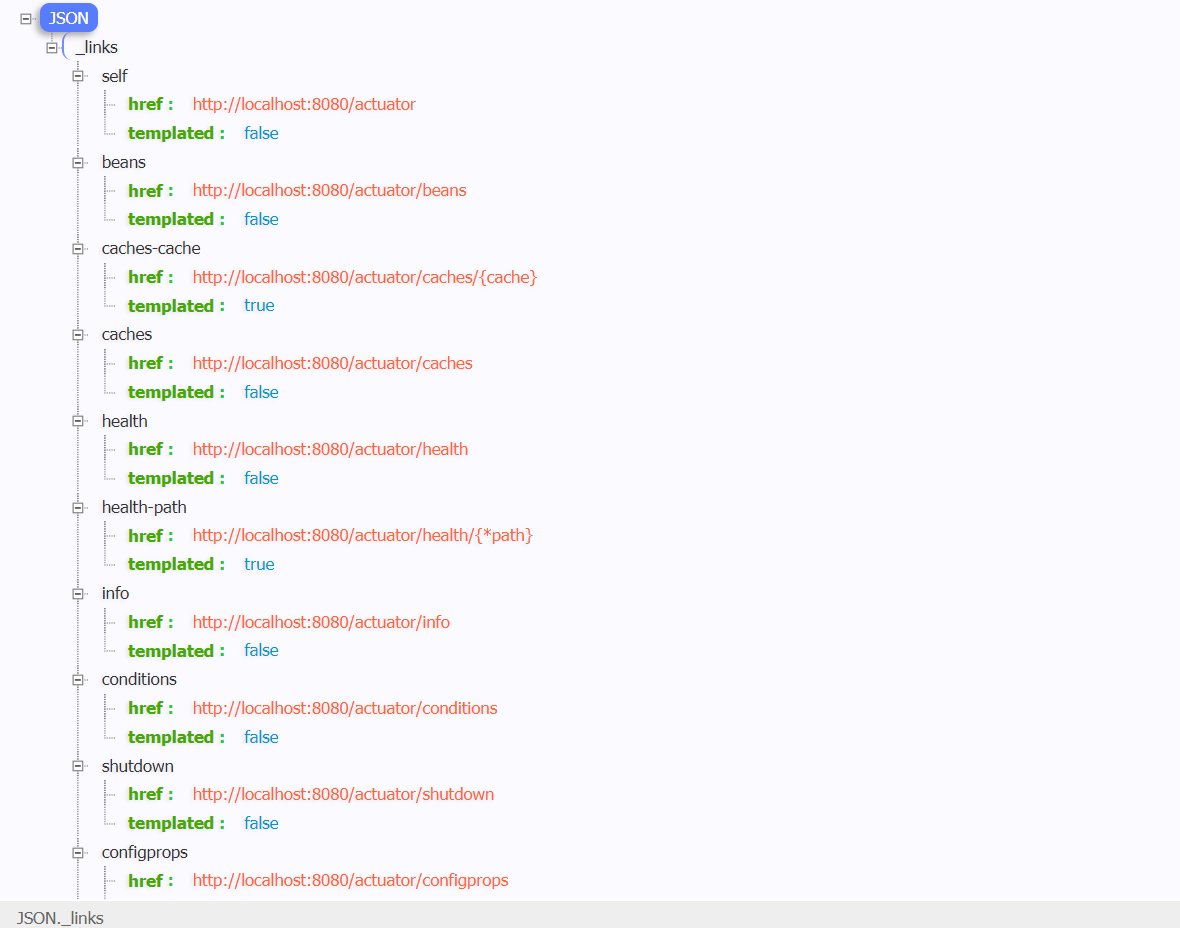 JSON
_links
self
href : http://localhost:8080/actuator
templated : false
beans
href : http://localhost:8080/actuator/beans
templated : false
caches-cache
href : http://localhost:8080/actuator/caches/{cache}
templated : true
caches
href : http://localhost:8080/actuator/caches
templated : false
health
href : http://localhost:8080/actuator/health
templated : false
health-path
href : http://localhost:8080/actuator/health/{*path}
templated : true
info
href : http://localhost:8080/actuator/info
templated : false
conditions
href : http://localhost:8080/actuator/conditions
templated : false
shutdown
href : http://localhost:8080/actuator/shutdown
templated : false
configprops
href : http://localhost:8080/actuator/configprops
JSON._links